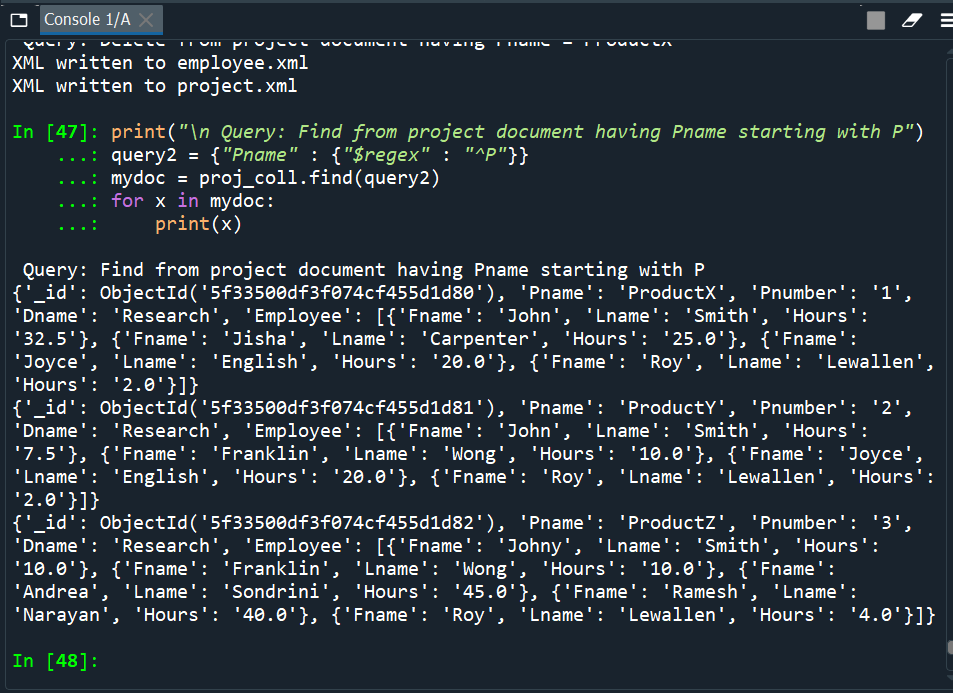 Console 1/A
Query: Delete from project document having Pname = ProductX
XML written to employee.xml
XML written to project.xml
In [47]: print("\n Query: Find from project document having Pname starting with P")
...: query2 = {"Pname" : {"$regex" : "^P"}}
...: mydoc = proj_coll.find(query2)
...: for x in mydoc:
...:     print(x)
Query: Find from project document having Pname starting with P
{'_id': ObjectId('5f33500df3f074cf455d1d80'), 'Pname': 'ProductX', 'Pnumber': '1',
'Dname': 'Research', 'Employee': [{'Fname': 'John', 'Lname': 'Smith', 'Hours':
'32.5'}, {'Fname': 'Jisha', 'Lname': 'Carpenter', 'Hours': '25.0'}, {'Fname':
'Joyce', 'Lname': 'English', 'Hours': '20.0'}, {'Fname': 'Roy', 'Lname': 'Lewallen',
'Hours': '2.0'}]}
{'_id': ObjectId('5f33500df3f074cf455d1d81'), 'Pname': 'ProductY', 'Pnumber': '2',
'Dname': 'Research', 'Employee': [{'Fname': 'John', 'Lname': 'Smith', 'Hours':
'7.5'}, {'Fname': 'Franklin', 'Lname': 'Wong', 'Hours': '10.0'}, {'Fname': 'Joyce',
'Lname': 'English', 'Hours': '20.0'}, {'Fname': 'Roy', 'Lname': 'Lewallen', 'Hours':
'2.0'}]}
{'_id': ObjectId('5f33500df3f074cf455d1d82'), 'Pname': 'ProductZ', 'Pnumber': '3',
'Dname': 'Research', 'Employee': [{'Fname': 'Johny', 'Lname': 'Smith', 'Hours':
'10.0'}, {'Fname': 'Franklin', 'Lname': 'Wong', 'Hours': '10.0'}, {'Fname':
'Andrea', 'Lname': 'Sondrini', 'Hours': '45.0'}, {'Fname': 'Ramesh', 'Lname':
'Narayan', 'Hours': '40.0'}, {'Fname': 'Roy', 'Lname': 'Lewallen', 'Hours': '4.0'}]}
In [48]: